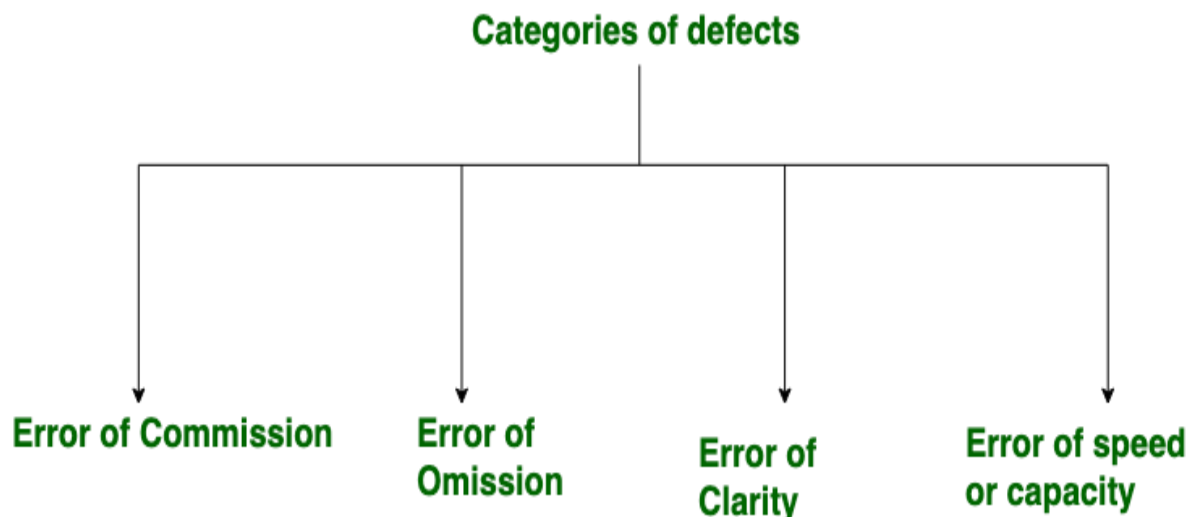 Categories of defects
Error of Commission
Error of
Omission
Error of
Clarity
Error of speed
or capacity